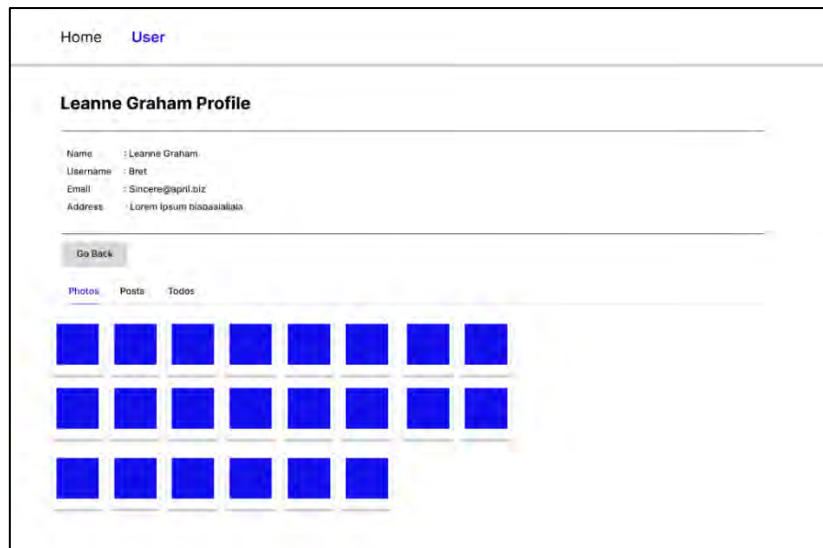 Home User
Leanne Graham Profile
Name : Leanne Graham
Username : Bret
Email : Sincere@april.biz
Address : Lorem Ipsum
Go Back
Photos Posts Todos